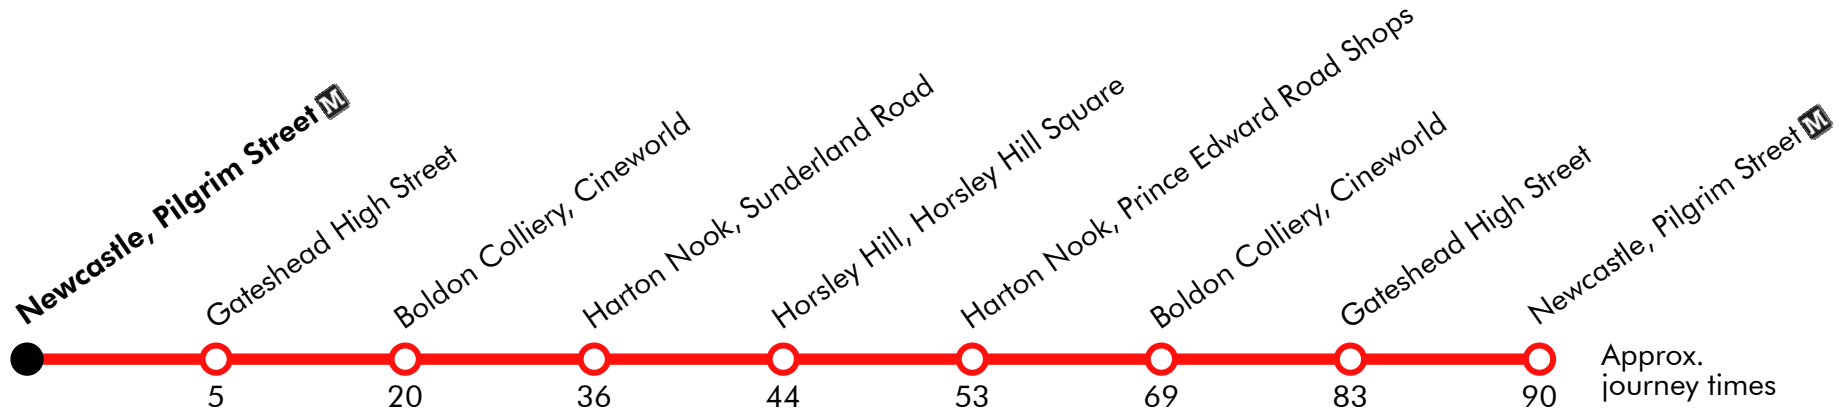 Newcastle, Pilgrim Street M
Gateshead High Street
Boldon Colliery, Cineworld
Harton Nook, Sunderland Road
Horsley Hill, Horsley Hill Square
Harton Nook, Prince Edward Road Shops
Boldon Colliery, Cineworld
Gateshead High Street
Newcastle, Pilgrim Street M
5 20 36 44 53 69 83 90
Approx.
journey times